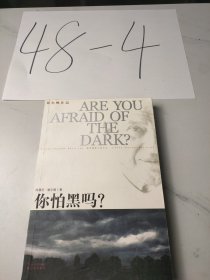 48-4
ARE YOU
AFRAID OF
THE
DARK?
你怕黑吗?